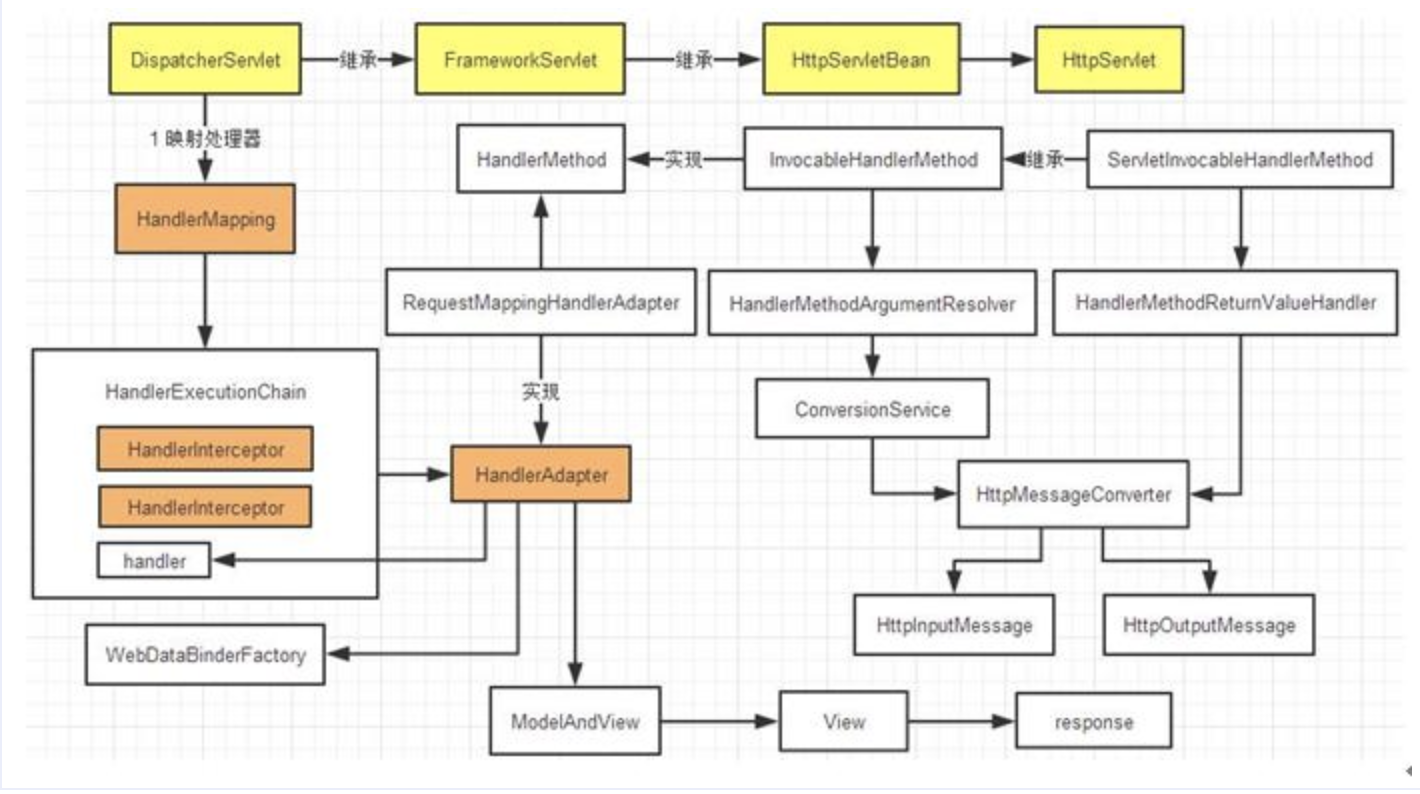 DispatcherServlet
继承
FrameworkServlet
继承
HttpServletBean
HttpServlet
1 映射处理器
HandlerMethod
实现
InvocableHandlerMethod
继承
ServletInvocableHandlerMethod
HandlerMapping
RequestMappingHandlerAdapter
HandlerMethodArgumentResolver
HandlerMethodReturnValueHandler
HandlerExecutionChain
实现
ConversionService
HandlerInterceptor
HandlerAdapter
HttpMessageConverter
HandlerInterceptor
handler
HttpInputMessage
HttpOutputMessage
WebDataBinderFactory
ModelAndView
View
response